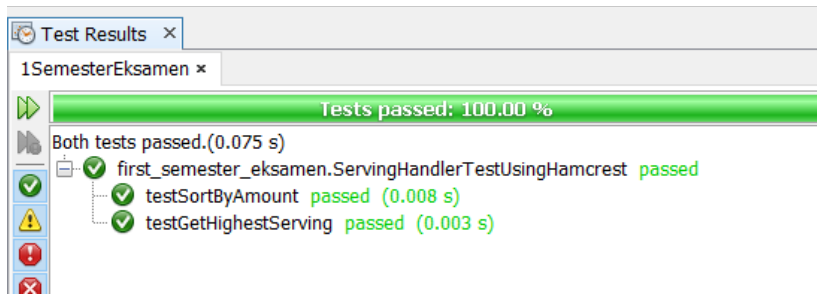 Test Results ×
1SemesterEksamen ×
Tests passed: 100.00 %
Both tests passed.(0.075 s)
first_semester_eksamen.ServingHandlerTestUsingHamcrest passed
testSortByAmount passed (0.008 s)
testGetHighestServing passed (0.003 s)